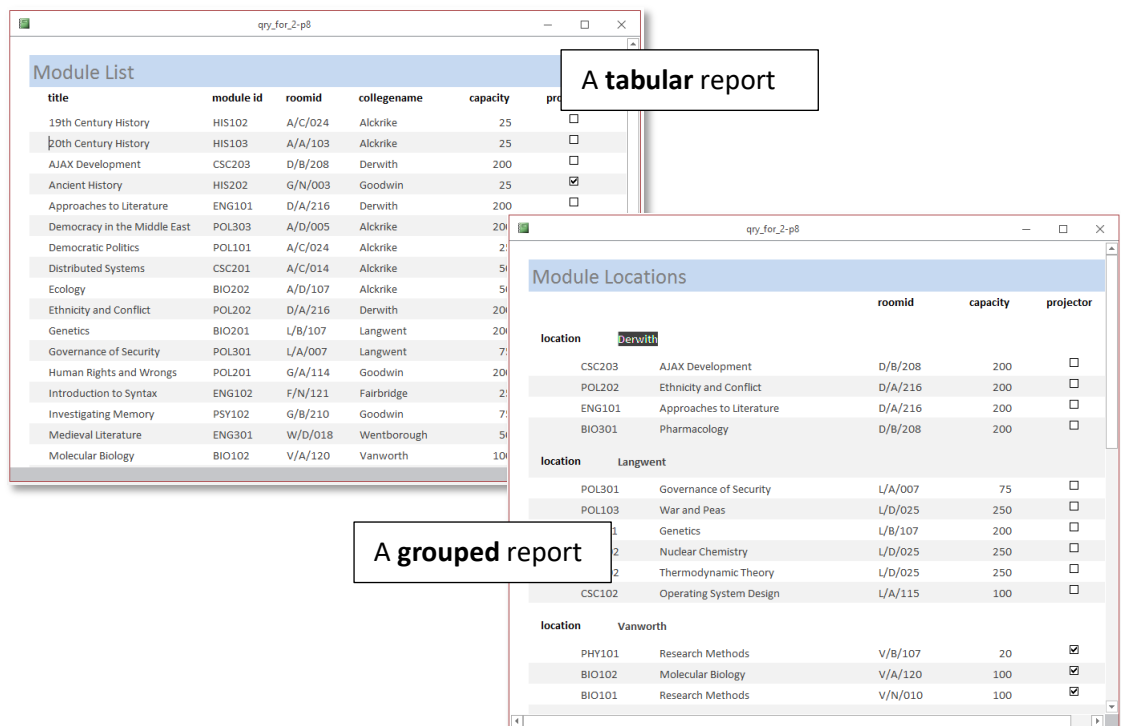 qry_for_2-p8
Module List
title module id roomid collegename capacity
19th Century History HIS102 A/C/024 Alckrike 25
20th Century History HIS103 A/A/103 Alckrike 25
AJAX Development CSC203 D/B/208 Derwith 200
Ancient History HIS202 G/N/003 Goodwin 25
Approaches to Literature ENG101 D/A/216 Derwith 200
Democracy in the Middle East POL303 A/D/005 Alckrike
Democratic Politics POL101 A/C/024 Alckrike
Distributed Systems CSC201 A/C/014 Alckrike
Ecology BIO202 A/D/107 Alckrike
Ethnicity and Conflict POL202 D/A/216 Derwith
Genetics BIO201 L/B/107 Langwent
Governance of Security POL301 L/A/007 Langwent
Human Rights and Wrongs POL201 G/A/114 Goodwin
Introduction to Syntax ENG102 F/N/121 Fairbridge
Investigating Memory PSY102 G/B/210 Goodwin
Medieval Literature ENG301 W/D/018 Wentborough
Molecular Biology BIO102 V/A/120 Vanworth
A tabular report
qry_for_2-p8
Module Locations
roomid capacity projector
location Derwith
CSC203 AJAX Development D/B/208 200
POL202 Ethnicity and Conflict D/A/216 200
ENG101 Approaches to Literature D/A/216 200
BIO301 Pharmacology D/B/208 200
location Langwent
POL301 Governance of Security L/A/007 75
POL103 War and Peas L/D/025 250
Genetics L/B/107 200
Nuclear Chemistry L/D/025 250
Thermodynamic Theory L/D/025 250
CSC102 Operating System Design L/A/115 100
location Vanworth
PHY101 Research Methods V/B/107 20
BIO102 Molecular Biology V/A/120 100
BIO101 Research Methods V/N/010 100
A grouped report